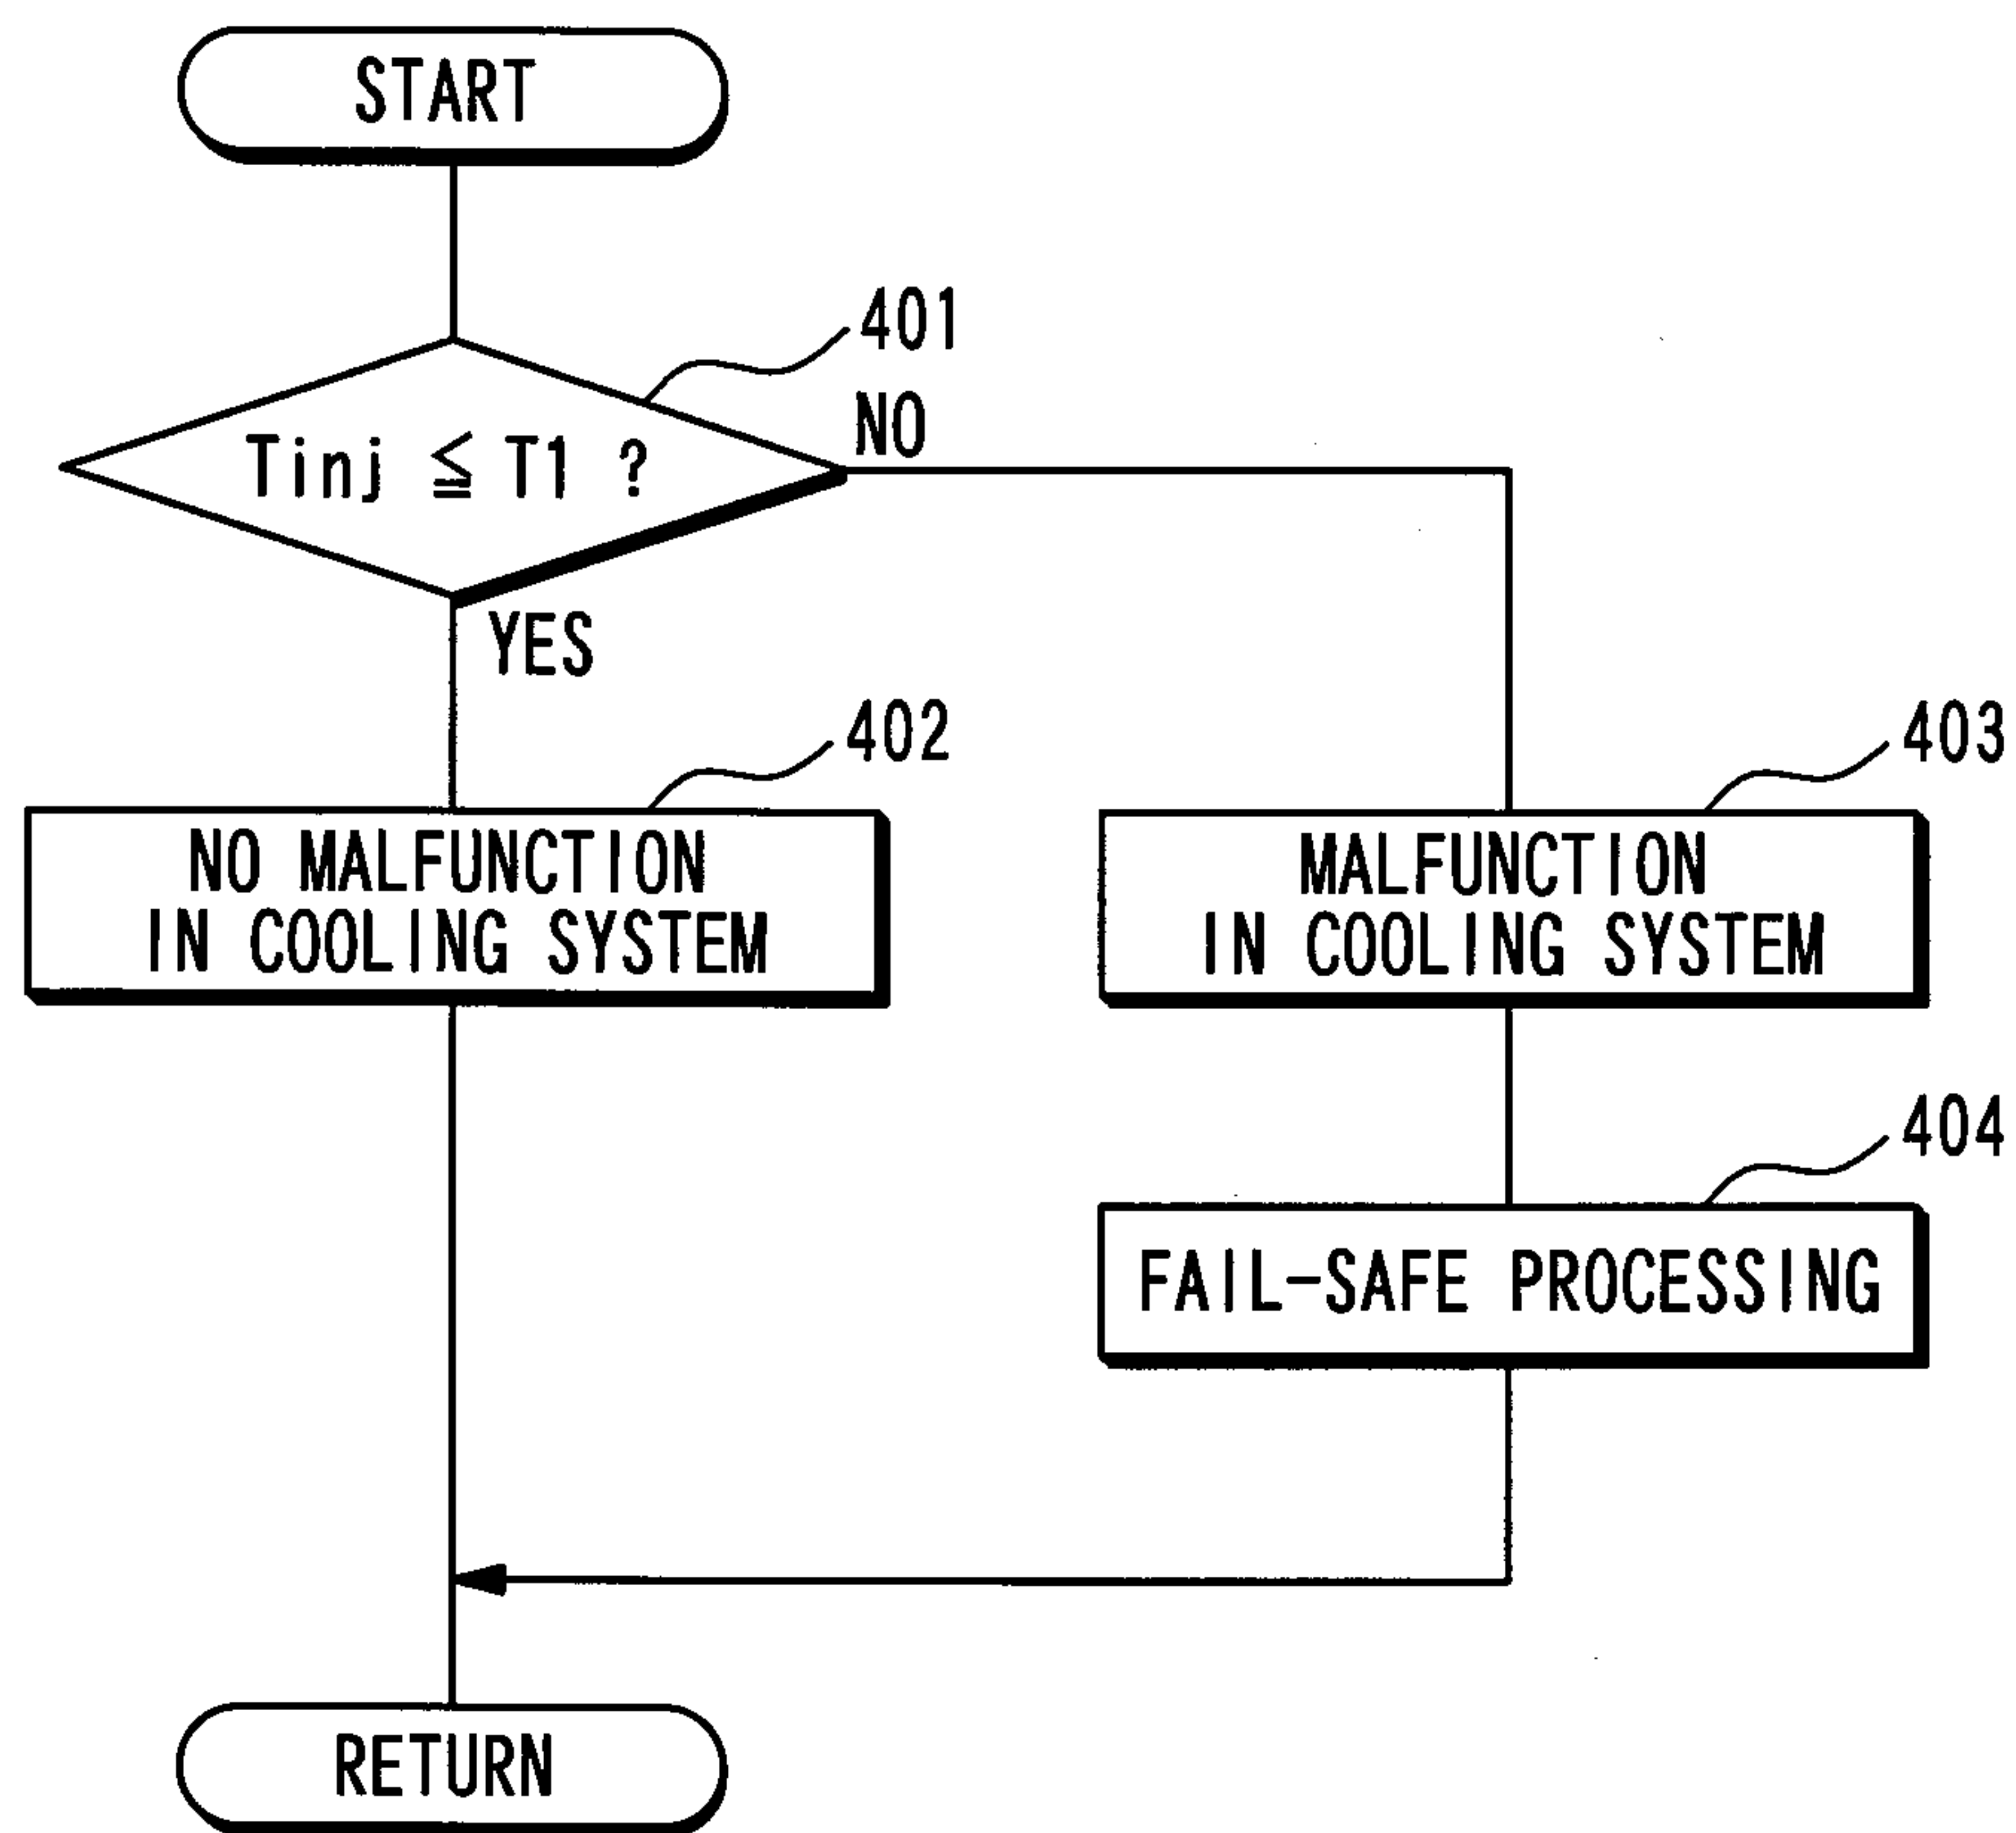 START
401
Tinj ≦ T1 ?
NO
YES
402
NO MALFUNCTION
IN COOLING SYSTEM
403
MALFUNCTION
IN COOLING SYSTEM
404
FAIL-SAFE PROCESSING
RETURN